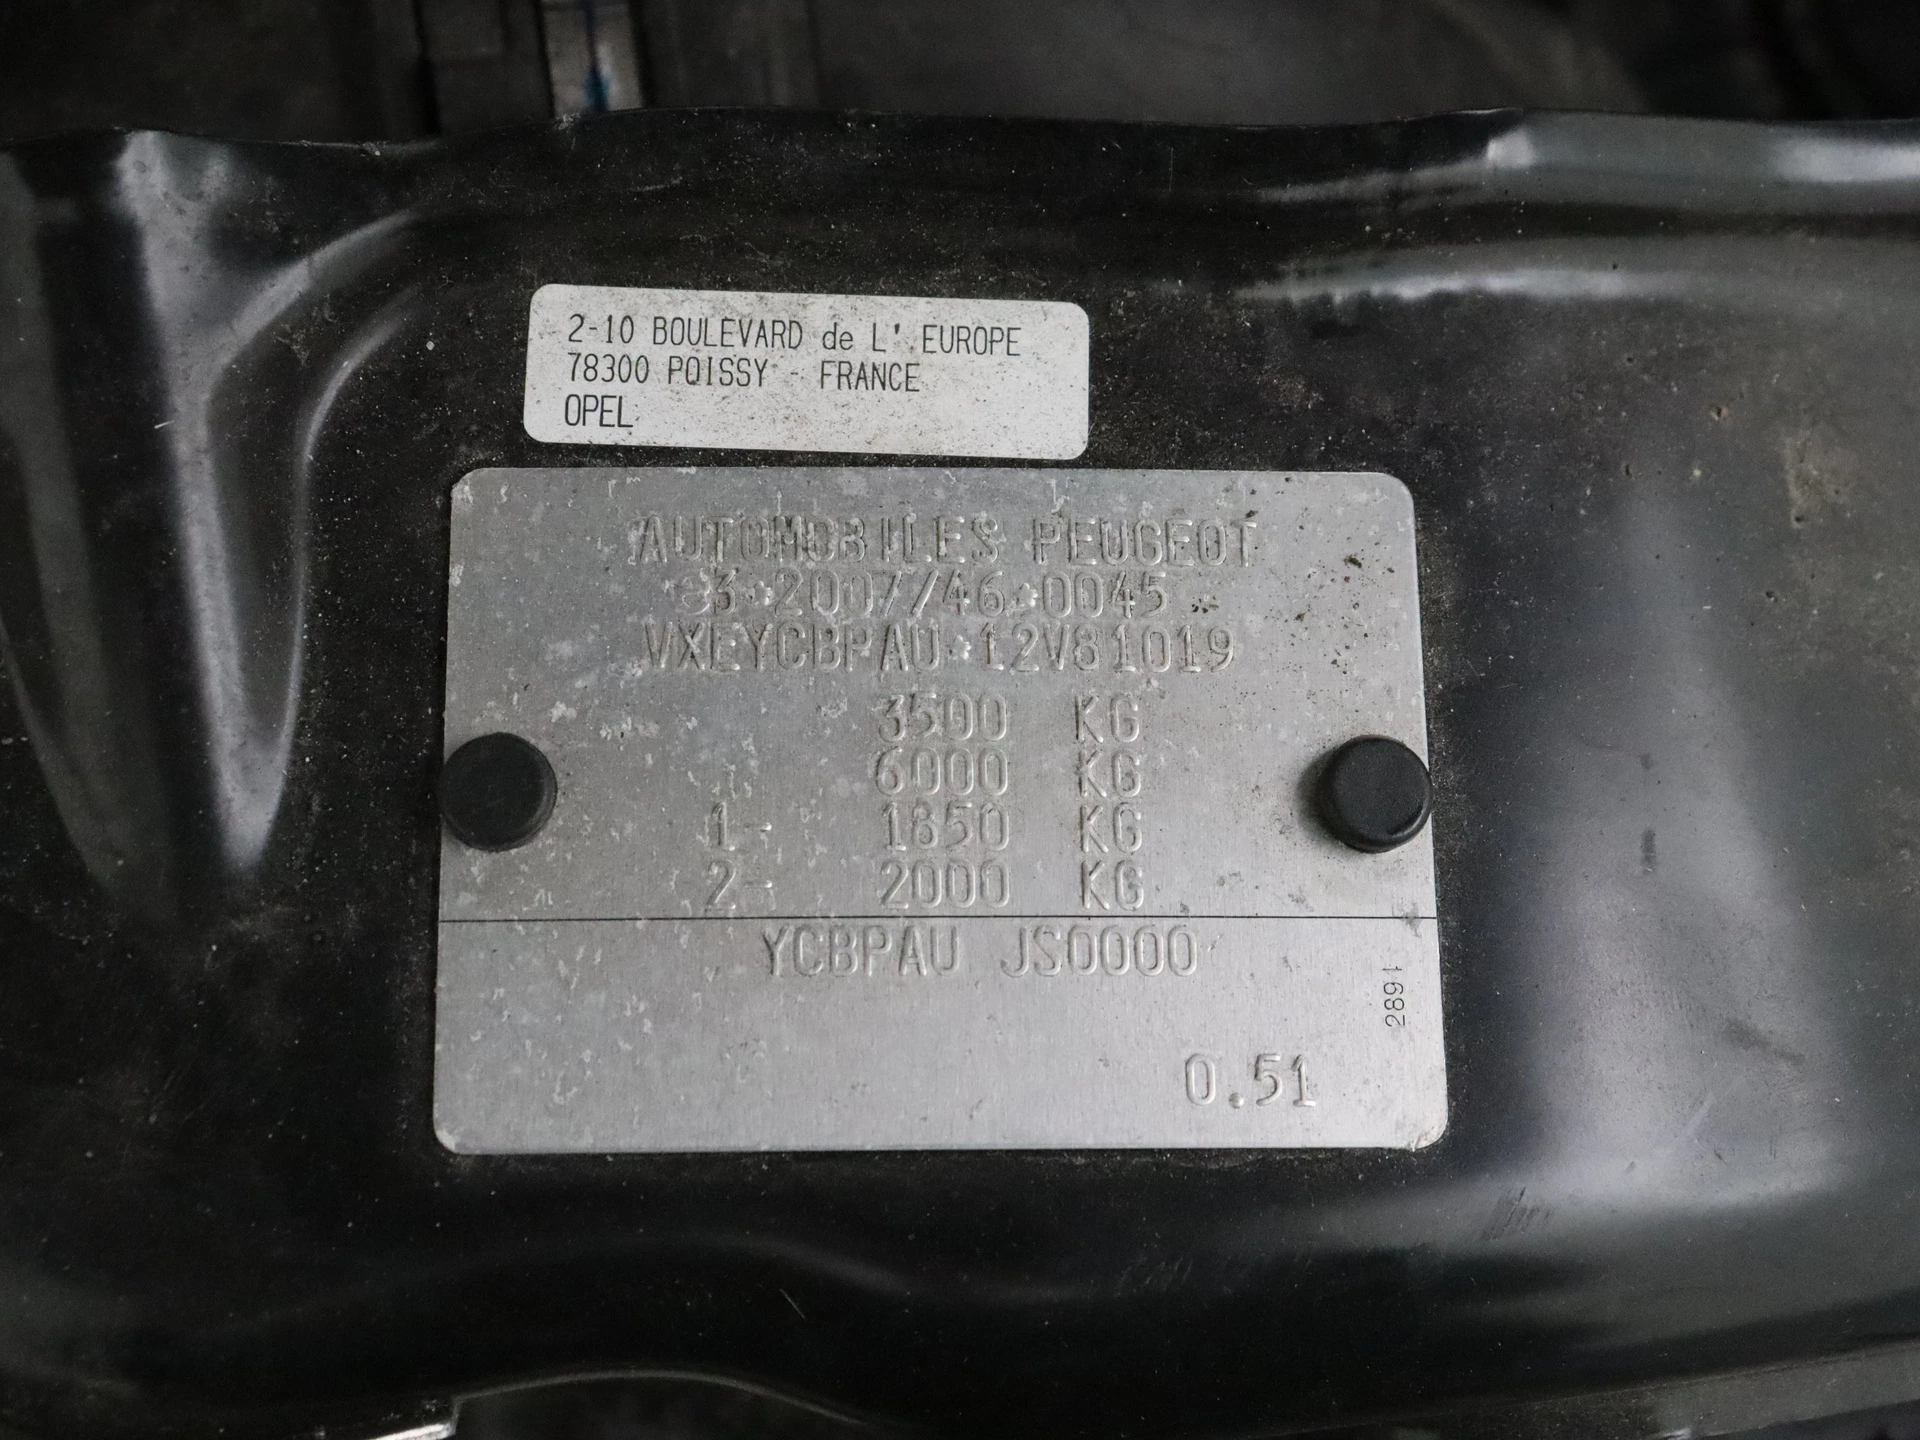 2-10 BOULEVARD de L' EUROPE
78300 POISSY - FRANCE
OPEL
AUTOMOBILES PEUGEOT
e3*2007/46*0045*
VXEYCBPAU*12V81019
3500 KG
6000 KG
1- 1850 KG
2- 2000 KG
YCBPAU JS0000
2891
0.51